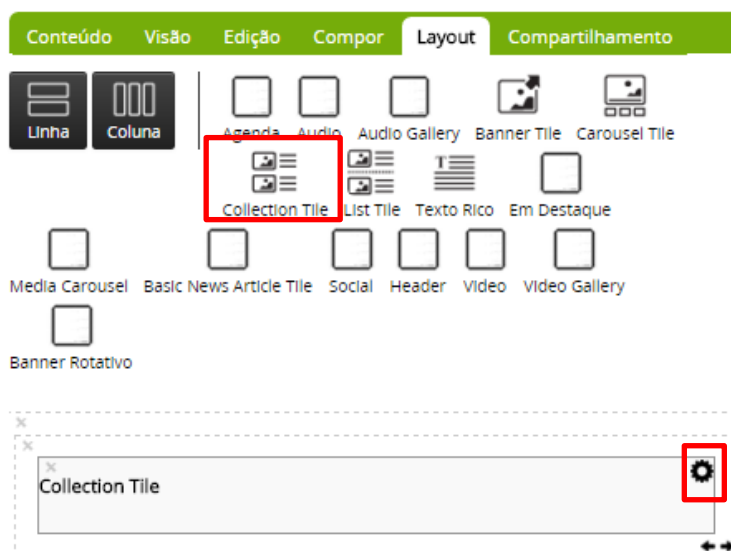 Conteúdo Visão Edição Compor Layout Compartilhamento
Linha Coluna Agenda Audio Audio Gallery Banner Tile Carousel Tile
Collection Tile List Tile Texto Rico Em Destaque
Media Carousel Basic News Article Tile Social Header Video Video Gallery
Banner Rotativo
Collection Tile